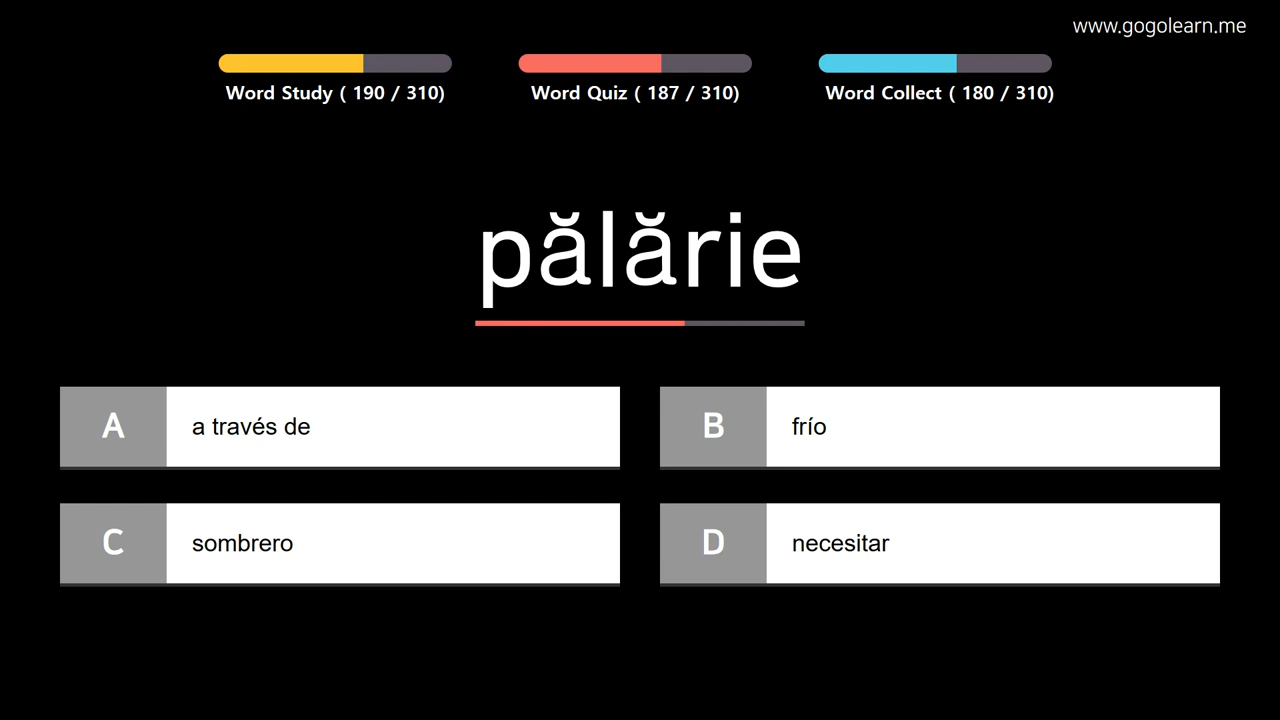 www.gogolearn.me
Word Study ( 190 / 310)
Word Quiz ( 187 / 310)
Word Collect ( 180 / 310)
pălărie
A
a través de
B
frío
C
sombrero
D
necesitar